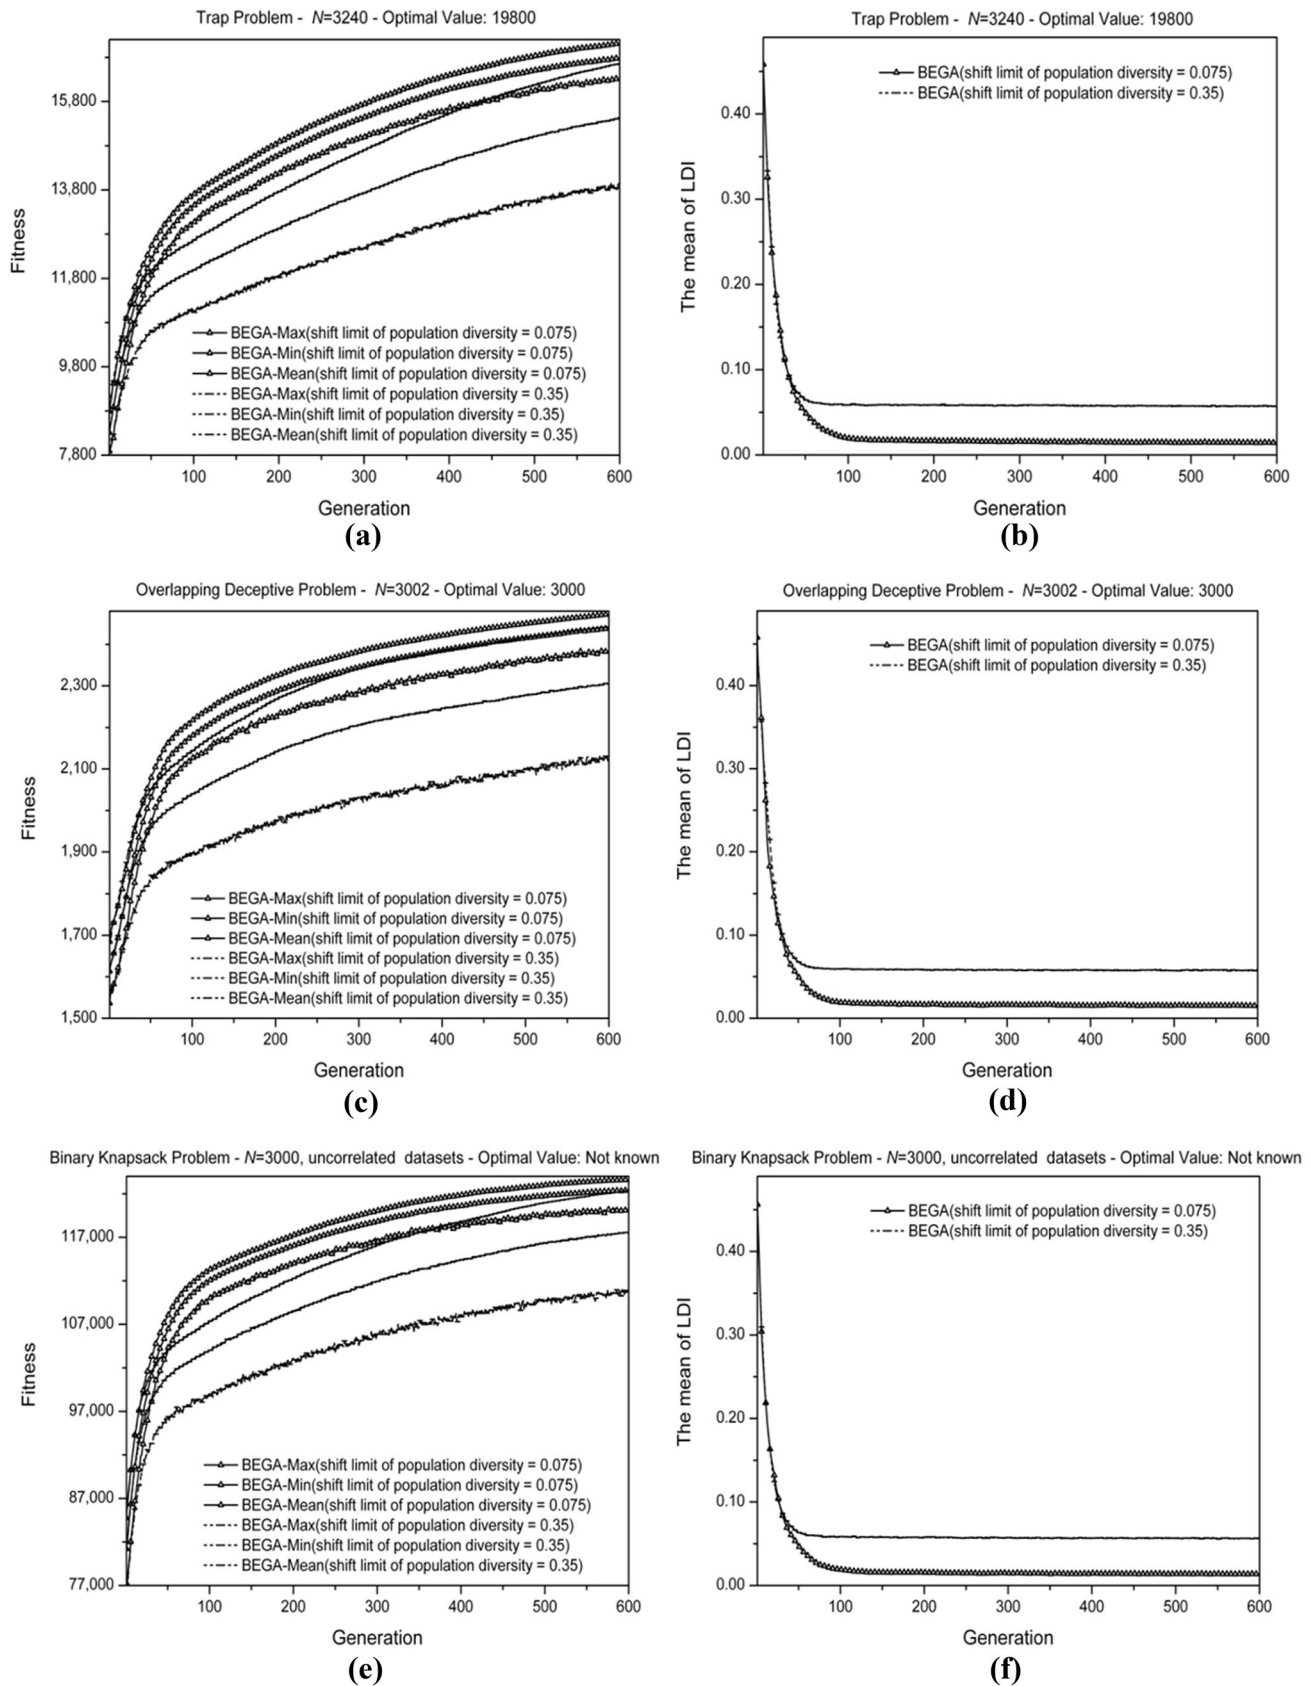 Trap Problem - N=3240 - Optimal Value: 19800
Fitness
15,800
13,800
11,800
9,800
7,800
BEGA-Max(shift limit of population diversity = 0.075)
BEGA-Min(shift limit of population diversity = 0.075)
BEGA-Mean(shift limit of population diversity = 0.075)
BEGA-Max(shift limit of population diversity = 0.35)
BEGA-Min(shift limit of population diversity = 0.35)
BEGA-Mean(shift limit of population diversity = 0.35)
100 200 300 400 500 600
Generation
(a)
Trap Problem - N=3240 - Optimal Value: 19800
The mean of LDI
0.40
0.30
0.20
0.10
0.00
BEGA(shift limit of population diversity = 0.075)
BEGA(shift limit of population diversity = 0.35)
100 200 300 400 500 600
Generation
(b)
Overlapping Deceptive Problem - N=3002 - Optimal Value: 3000
Fitness
2,300
2,100
1,900
1,700
1,500
BEGA-Max(shift limit of population diversity = 0.075)
BEGA-Min(shift limit of population diversity = 0.075)
BEGA-Mean(shift limit of population diversity = 0.075)
BEGA-Max(shift limit of population diversity = 0.35)
BEGA-Min(shift limit of population diversity = 0.35)
BEGA-Mean(shift limit of population diversity = 0.35)
100 200 300 400 500 600
Generation
(c)
Overlapping Deceptive Problem - N=3002 - Optimal Value: 3000
The mean of LDI
0.40
0.30
0.20
0.10
0.00
BEGA(shift limit of population diversity = 0.075)
BEGA(shift limit of population diversity = 0.35)
100 200 300 400 500 600
Generation
(d)
Binary Knapsack Problem - N=3000, uncorrelated datasets - Optimal Value: Not known
Fitness
117,000
107,000
97,000
87,000
77,000
BEGA-Max(shift limit of population diversity = 0.075)
BEGA-Min(shift limit of population diversity = 0.075)
BEGA-Mean(shift limit of population diversity = 0.075)
BEGA-Max(shift limit of population diversity = 0.35)
BEGA-Min(shift limit of population diversity = 0.35)
BEGA-Mean(shift limit of population diversity = 0.35)
100 200 300 400 500 600
Generation
(e)
Binary Knapsack Problem - N=3000, uncorrelated datasets - Optimal Value: Not known
The mean of LDI
0.40
0.30
0.20
0.10
0.00
BEGA(shift limit of population diversity = 0.075)
BEGA(shift limit of population diversity = 0.35)
100 200 300 400 500 600
Generation
(f)